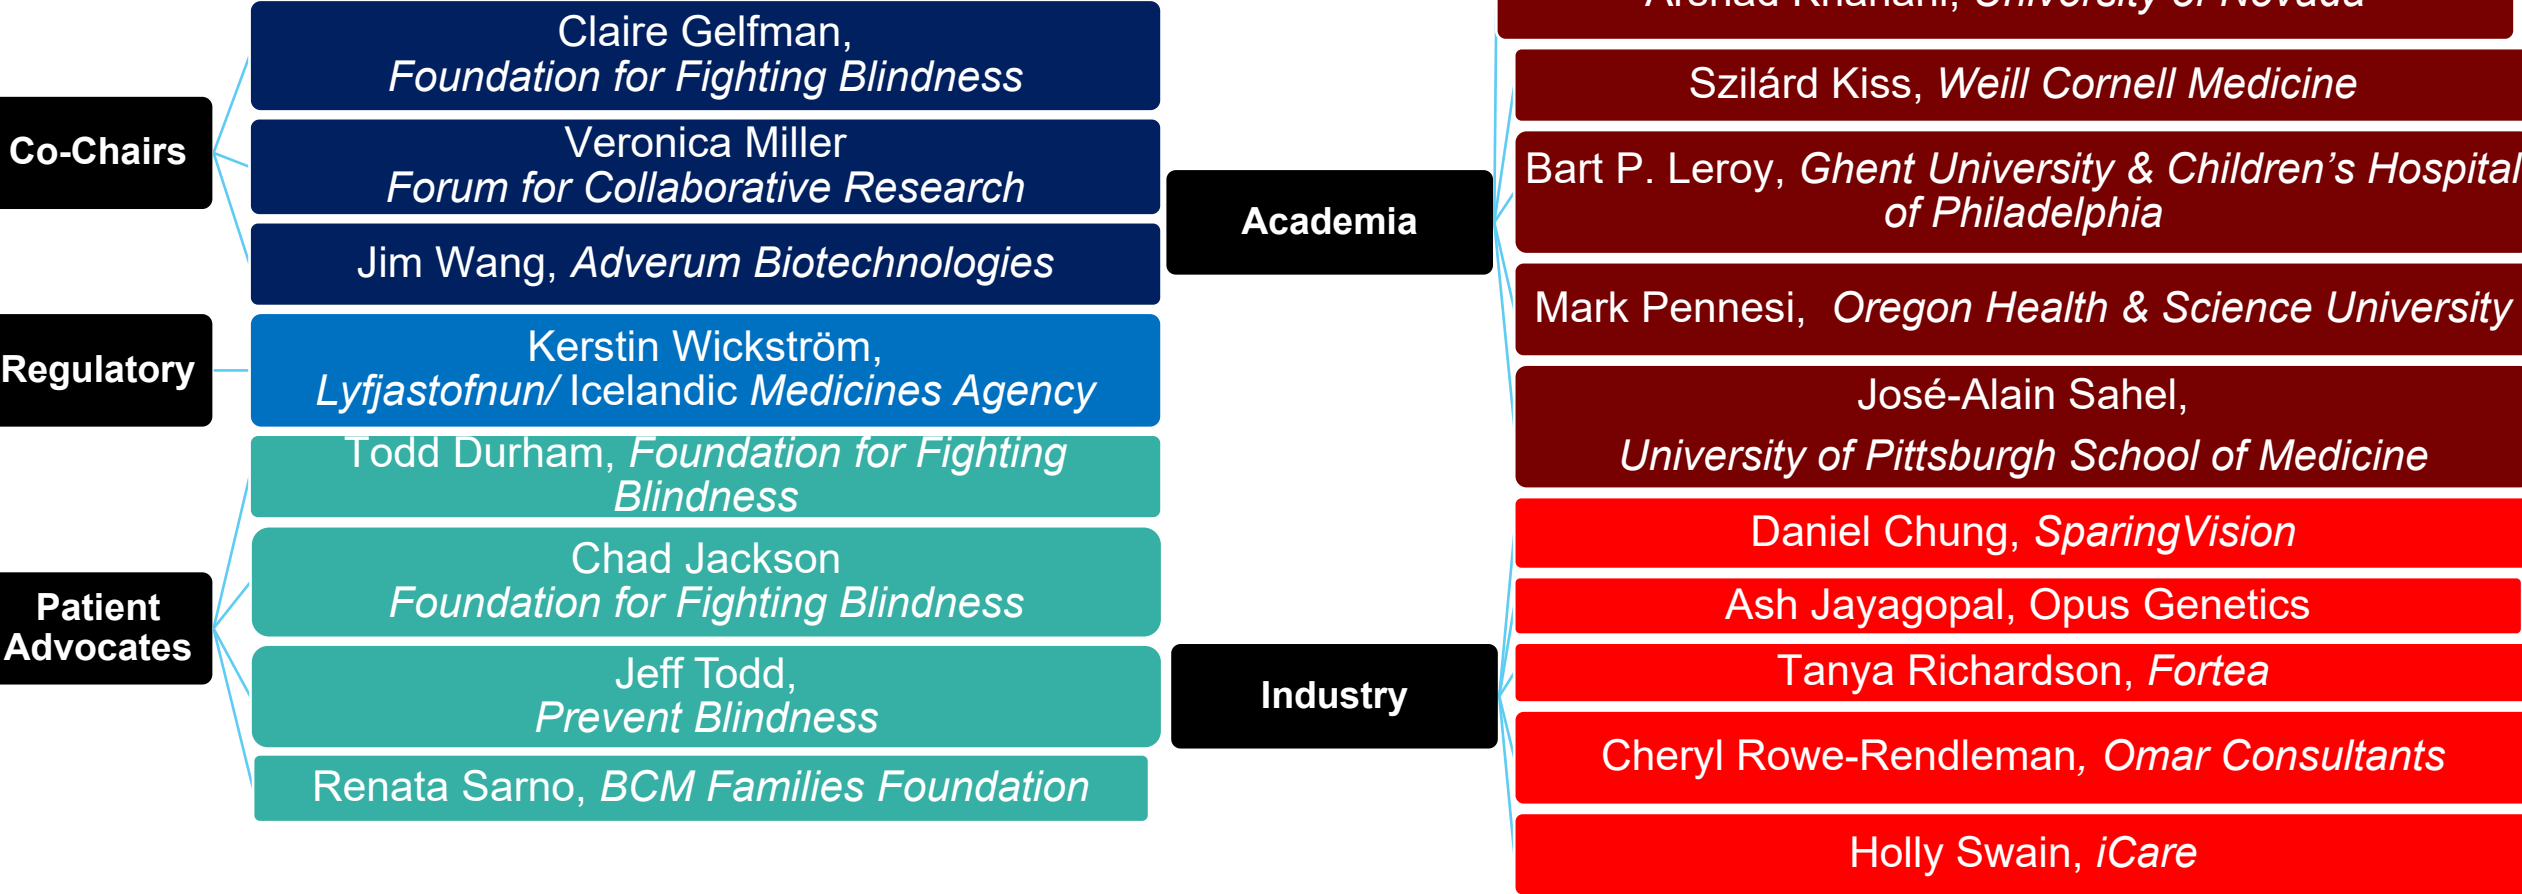 Co-Chairs
Claire Gelfman,
Foundation for Fighting Blindness
Veronica Miller
Forum for Collaborative Research
Jim Wang, Adverum Biotechnologies
Regulatory
Kerstin Wickström,
Lyfjastofnun/ Icelandic Medicines Agency
Patient
Advocates
Todd Durham, Foundation for Fighting
Blindness
Chad Jackson
Foundation for Fighting Blindness
Jeff Todd,
Prevent Blindness
Renata Sarno, BCM Families Foundation
Academia
University of Nevada
Szilárd Kiss, Weill Cornell Medicine
Bart P. Leroy, Ghent University & Children’s Hospital
of Philadelphia
Mark Pennesi,  Oregon Health & Science University
José-Alain Sahel,
University of Pittsburgh School of Medicine
Industry
Daniel Chung, SparingVision
Ash Jayagopal, Opus Genetics
Tanya Richardson, Fortea
Cheryl Rowe-Rendleman, Omar Consultants
Holly Swain, iCare